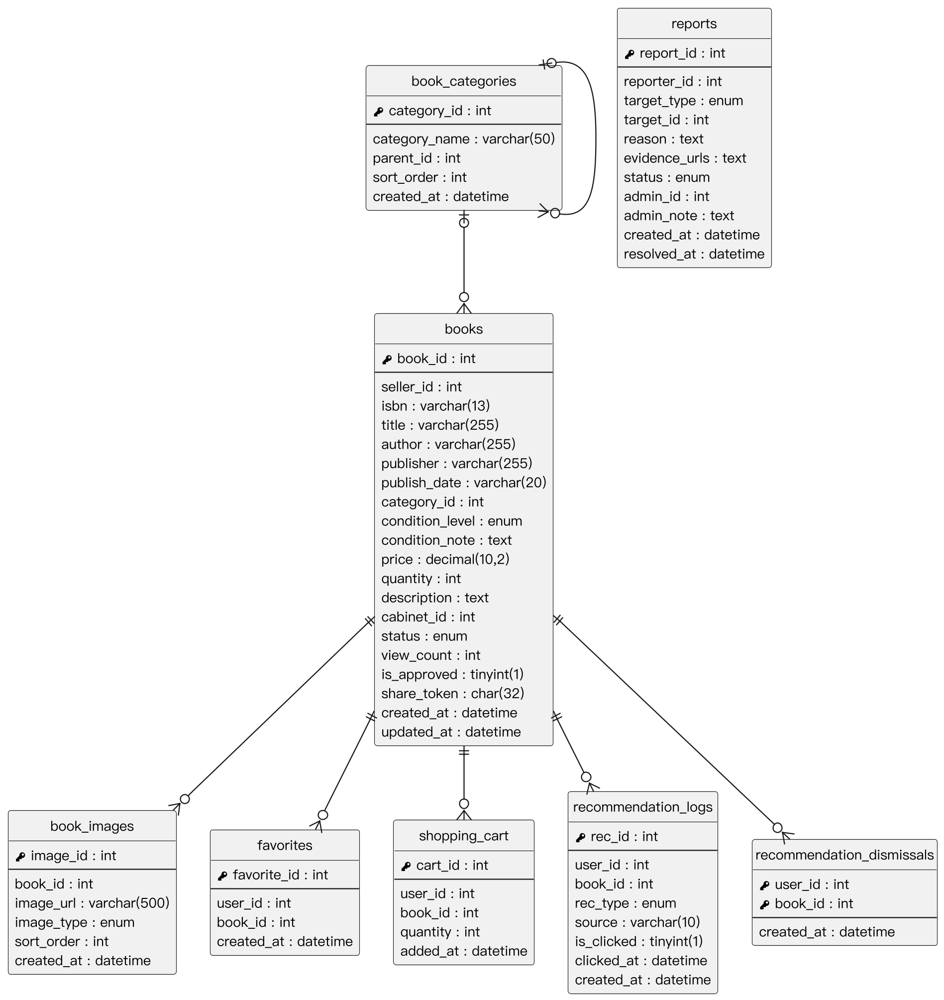 reports
report_id : int
reporter_id : int
target_type : enum
target_id : int
reason : text
evidence_urls : text
status : enum
admin_id : int
admin_note : text
created_at : datetime
resolved_at : datetime
book_categories
category_id : int
category_name : varchar(50)
parent_id : int
sort_order : int
created_at : datetime
books
book_id : int
seller_id : int
isbn : varchar(13)
title : varchar(255)
author : varchar(255)
publisher : varchar(255)
publish_date : varchar(20)
category_id : int
condition_level : enum
condition_note : text
price : decimal(10,2)
quantity : int
description : text
cabinet_id : int
status : enum
view_count : int
is_approved : tinyint(1)
share_token : char(32)
created_at : datetime
updated_at : datetime
book_images
image_id : int
book_id : int
image_url : varchar(500)
image_type : enum
sort_order : int
created_at : datetime
favorites
favorite_id : int
user_id : int
book_id : int
created_at : datetime
shopping_cart
cart_id : int
user_id : int
book_id : int
quantity : int
added_at : datetime
recommendation_logs
rec_id : int
user_id : int
book_id : int
rec_type : enum
source : varchar(10)
is_clicked : tinyint(1)
clicked_at : datetime
created_at : datetime
recommendation_dismissals
user_id : int
book_id : int
created_at : datetime